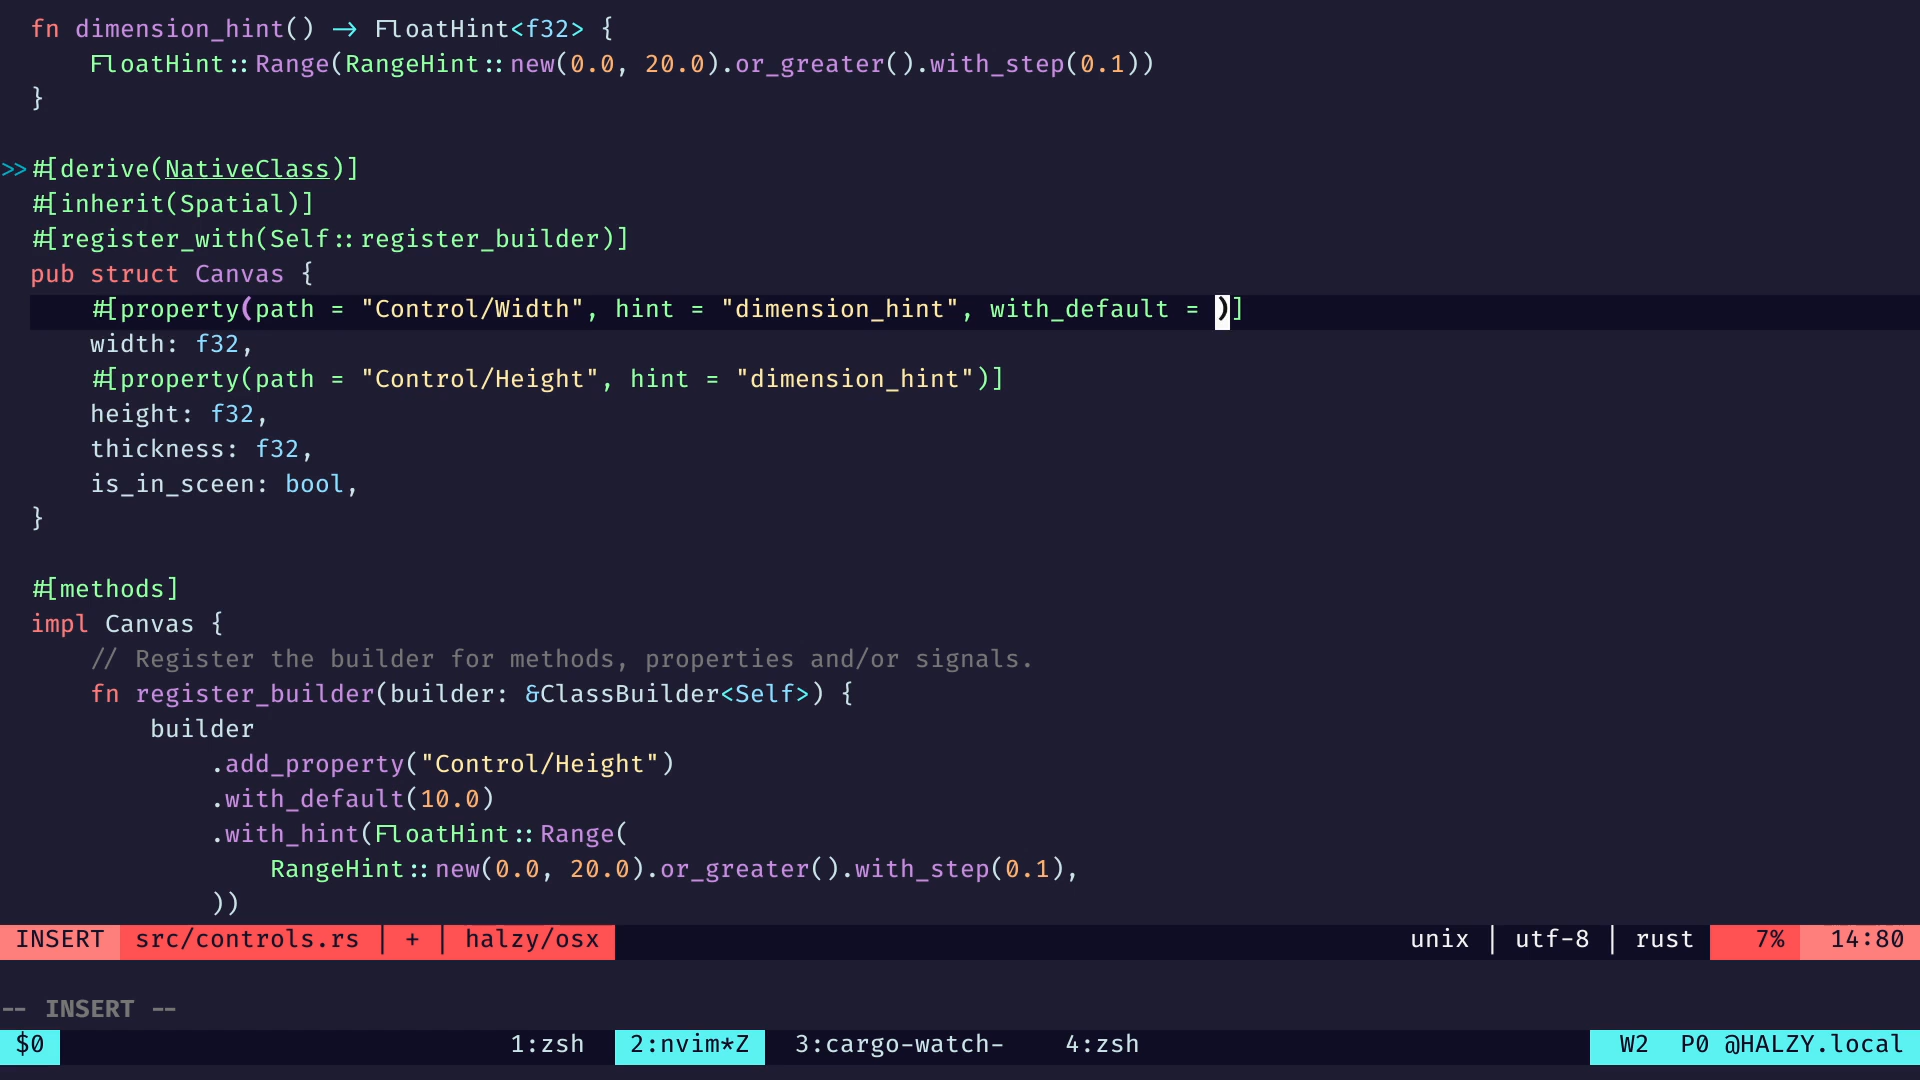 fn dimension_hint() -> FloatHint<f32> {
    FloatHint::Range(RangeHint::new(0.0, 20.0).or_greater().with_step(0.1))
}
>>#[derive(NativeClass)]
#[inherit(Spatial)]
#[register_with(Self::register_builder)]
pub struct Canvas {
    #[property(path = "Control/Width", hint = "dimension_hint", with_default = )]
    width: f32,
    #[property(path = "Control/Height", hint = "dimension_hint")]
    height: f32,
    thickness: f32,
    is_in_sceen: bool,
}
#[methods]
impl Canvas {
    // Register the builder for methods, properties and/or signals.
    fn register_builder(builder: &ClassBuilder<Self>) {
        builder
            .add_property("Control/Height")
            .with_default(10.0)
            .with_hint(FloatHint::Range(
                RangeHint::new(0.0, 20.0).or_greater().with_step(0.1),
            ))
INSERT src/controls.rs | + | halzy/osx unix | utf-8 | rust 7% 14:80
-- INSERT --
$0 1:zsh 2:nvim*Z 3:cargo-watch- 4:zsh W2 P0 @HALZY.local